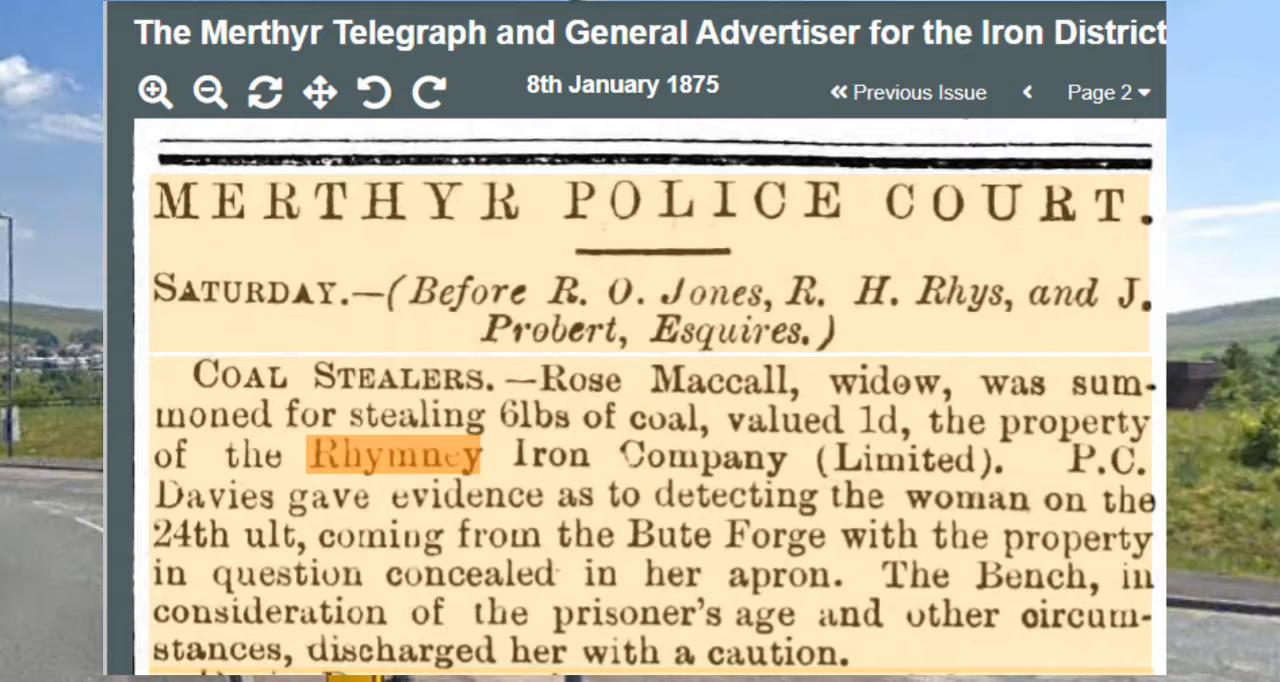 The Merthyr Telegraph and General Advertiser for the Iron District
8th January 1875
Previous Issue
Page 2
MERTHYR POLICE COURT.
SATURDAY.—(Before R. O. Jones, R. H. Rhys, and J.
Probert, Esquires.)
COAL STEALERS.—Rose Maccall, widow, was sum-
moned for stealing 6lbs of coal, valued 1d, the property
of the Rhymney Iron Company (Limited). P.C.
Davies gave evidence as to detecting the woman on the
24th ult, coming from the Bute Forge with the property
in question concealed in her apron. The Bench, in
consideration of the prisoner's age and other circum-
stances, discharged her with a caution.